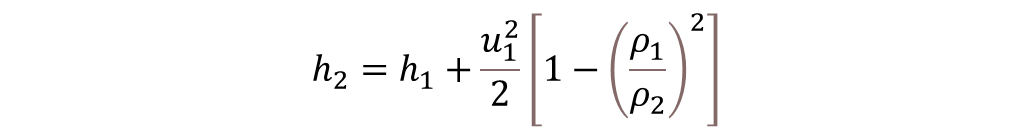 h₂ = h₁ + u₁²/2 [1 − (ρ₁/ρ₂)²]